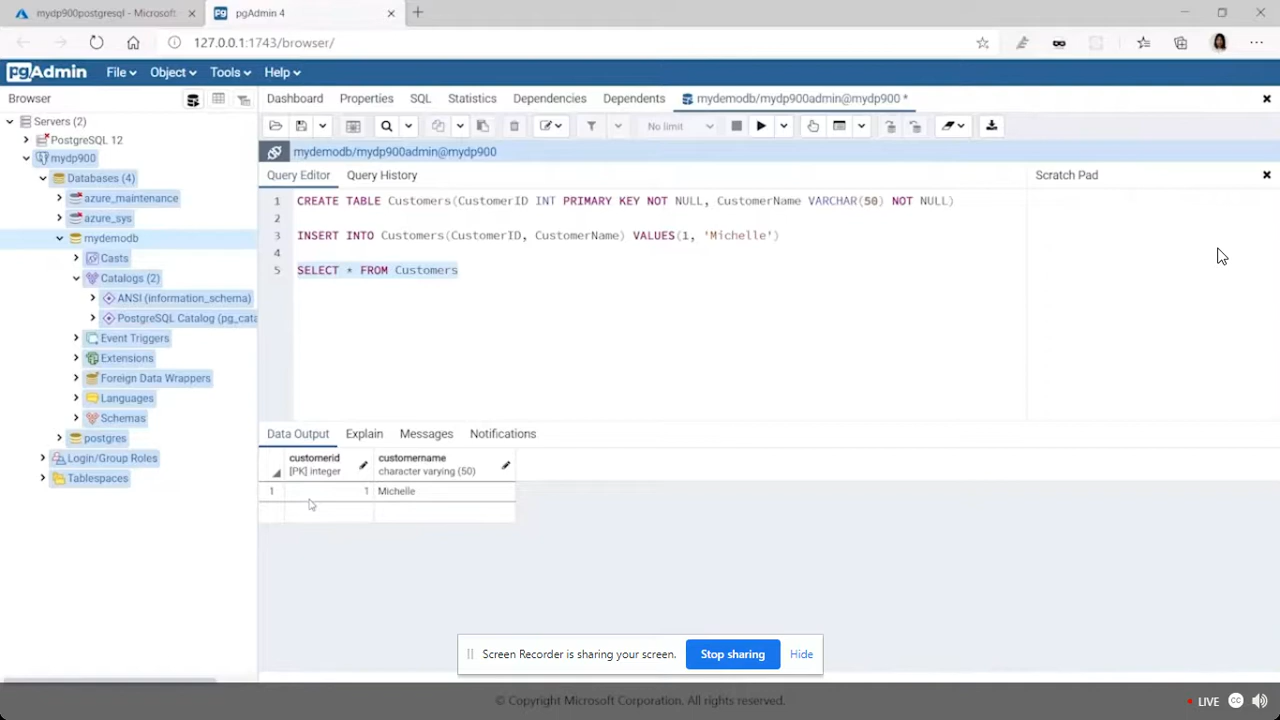 mydp900postgresql - Microsoft
pgAdmin 4
127.0.0.1:1743/browser/
pgAdmin File Object Tools Help
Browser
Dashboard Properties SQL Statistics Dependencies Dependents mydemodb/mydp900admin@mydp900 *
Servers (2)
PostgreSQL 12
mydp900
Databases (4)
azure_maintenance
azure_sys
mydemodb
Casts
Catalogs (2)
ANSI (information_schema)
PostgreSQL Catalog (pg_cata
Event Triggers
Extensions
Foreign Data Wrappers
Languages
Schemas
postgres
Login/Group Roles
Tablespaces
No limit
mydemodb/mydp900admin@mydp900
Query Editor Query History
Scratch Pad
1 CREATE TABLE Customers(CustomerID INT PRIMARY KEY NOT NULL, CustomerName VARCHAR(50) NOT NULL)
2
3 INSERT INTO Customers(CustomerID, CustomerName) VALUES(1, 'Michelle')
4
5 SELECT * FROM Customers
Data Output Explain Messages Notifications
customerid customername
[PK] integer character varying (50)
1 1 Michelle
Screen Recorder is sharing your screen. Stop sharing Hide
© Copyright Microsoft Corporation. All rights reserved.
LIVE CC